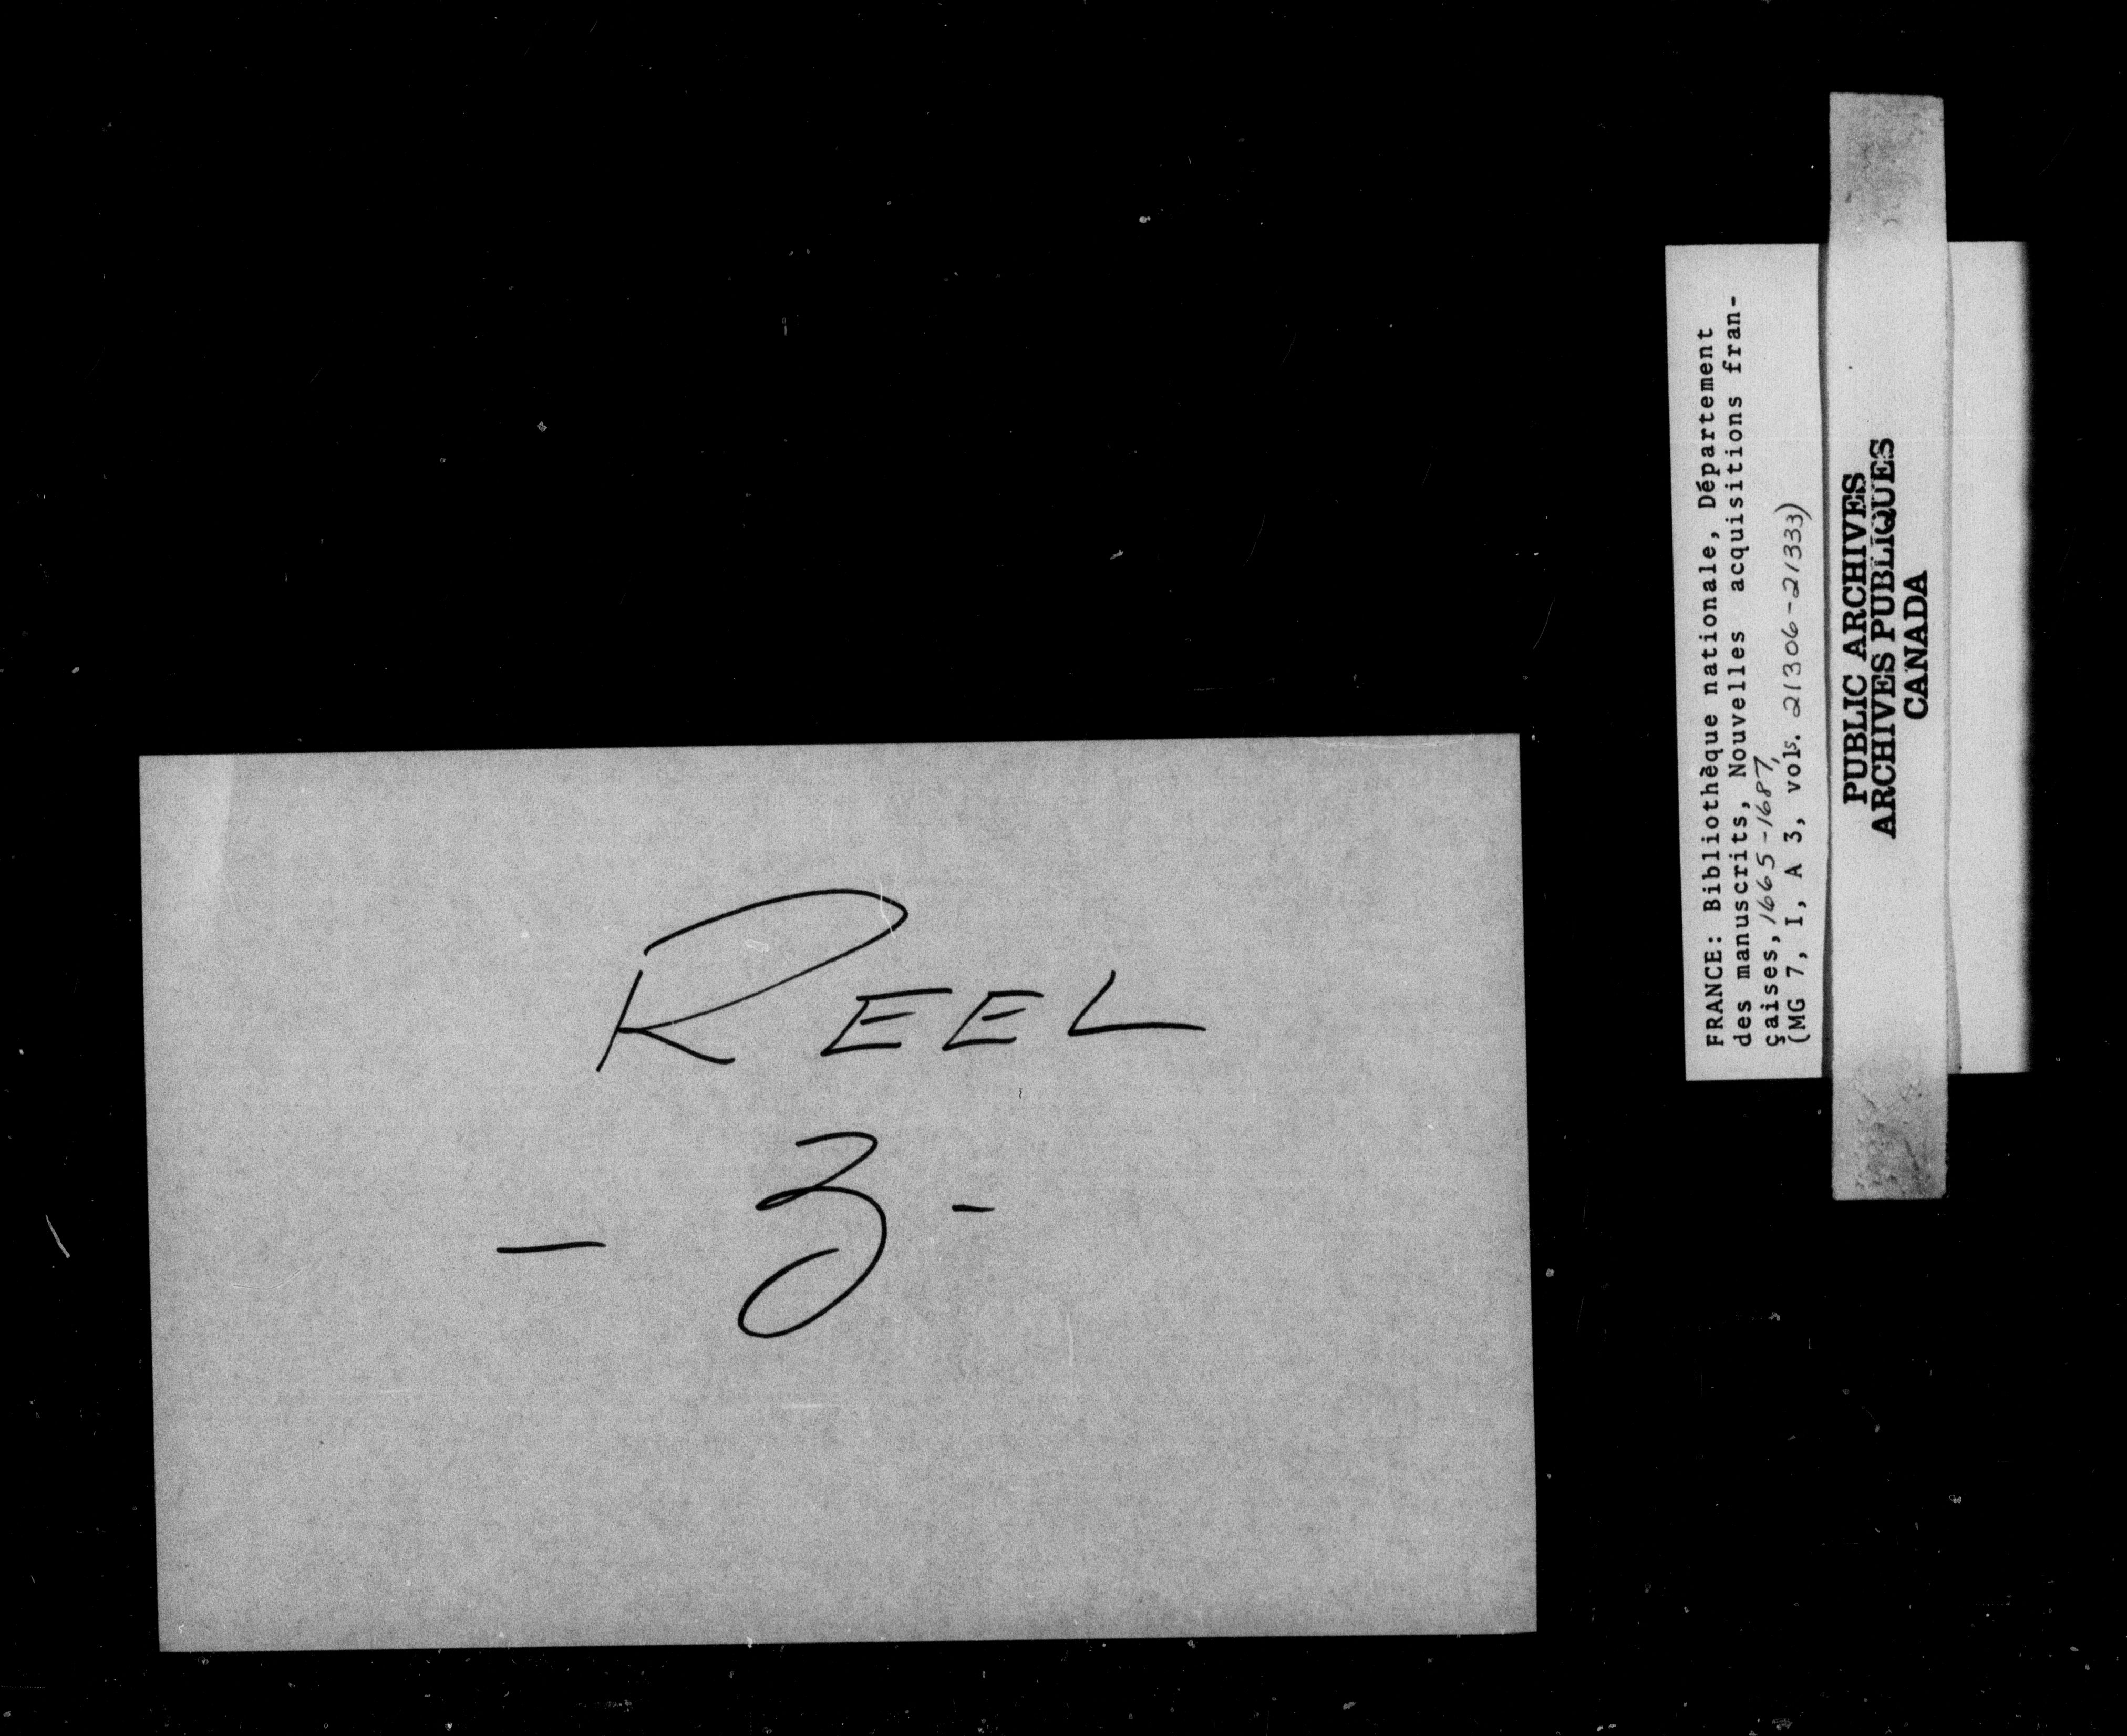 REEL
- 3 -
FRANCE: Bibliothèque nationale, Département
des manuscrits, Nouvelles acquisitions fran-
çaises, 1665-1687,
(MG 7, I, A 3, vols. 21306-21333)
PUBLIC ARCHIVES
ARCHIVES PUBLIQUES
CANADA